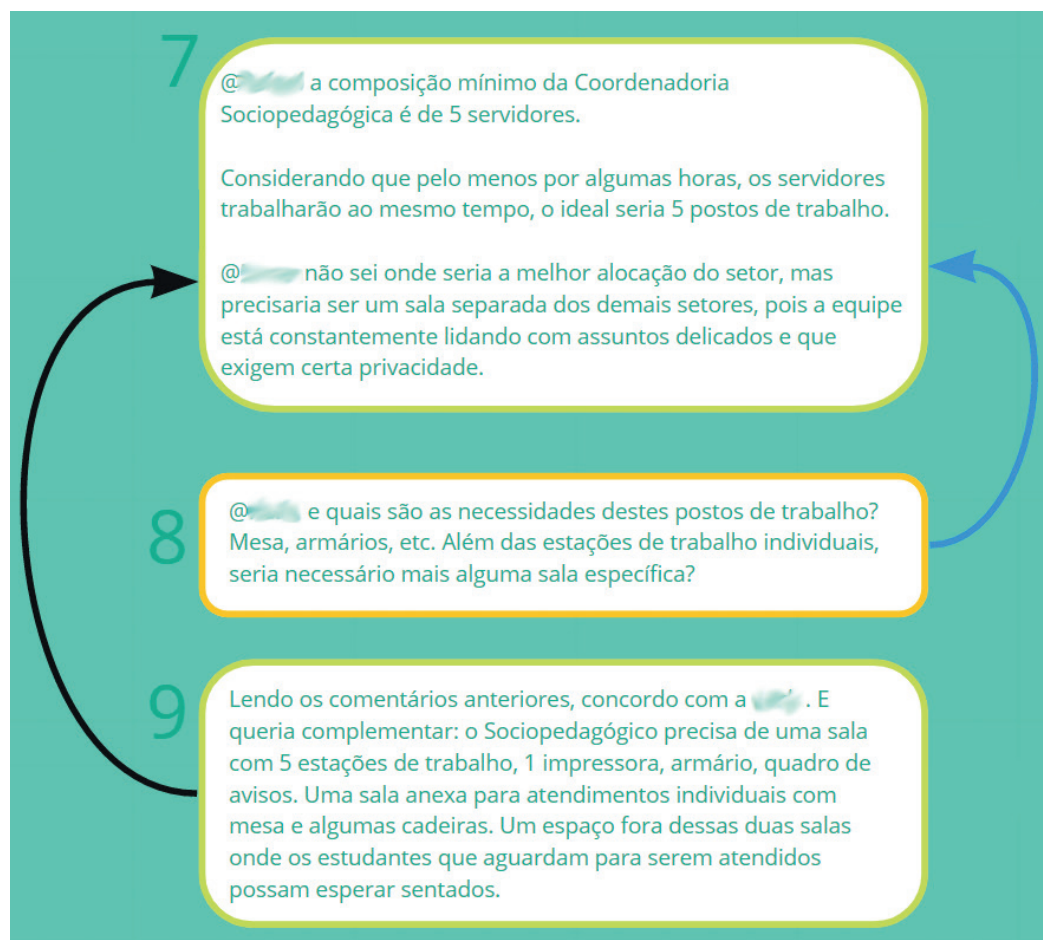 7
@ a composição mínimo da Coordenadoria
Sociopedagógica é de 5 servidores.
Considerando que pelo menos por algumas horas, os servidores
trabalharão ao mesmo tempo, o ideal seria 5 postos de trabalho.
@ não sei onde seria a melhor alocação do setor, mas
precisaria ser um sala separada dos demais setores, pois a equipe
está constantemente lidando com assuntos delicados e que
exigem certa privacidade.
8
@ e quais são as necessidades destes postos de trabalho?
Mesa, armários, etc. Além das estações de trabalho individuais,
seria necessário mais alguma sala específica?
9
Lendo os comentários anteriores, concordo com a . E
queria complementar: o Sociopedagógico precisa de uma sala
com 5 estações de trabalho, 1 impressora, armário, quadro de
avisos. Uma sala anexa para atendimentos individuais com
mesa e algumas cadeiras. Um espaço fora dessas duas salas
onde os estudantes que aguardam para serem atendidos
possam esperar sentados.